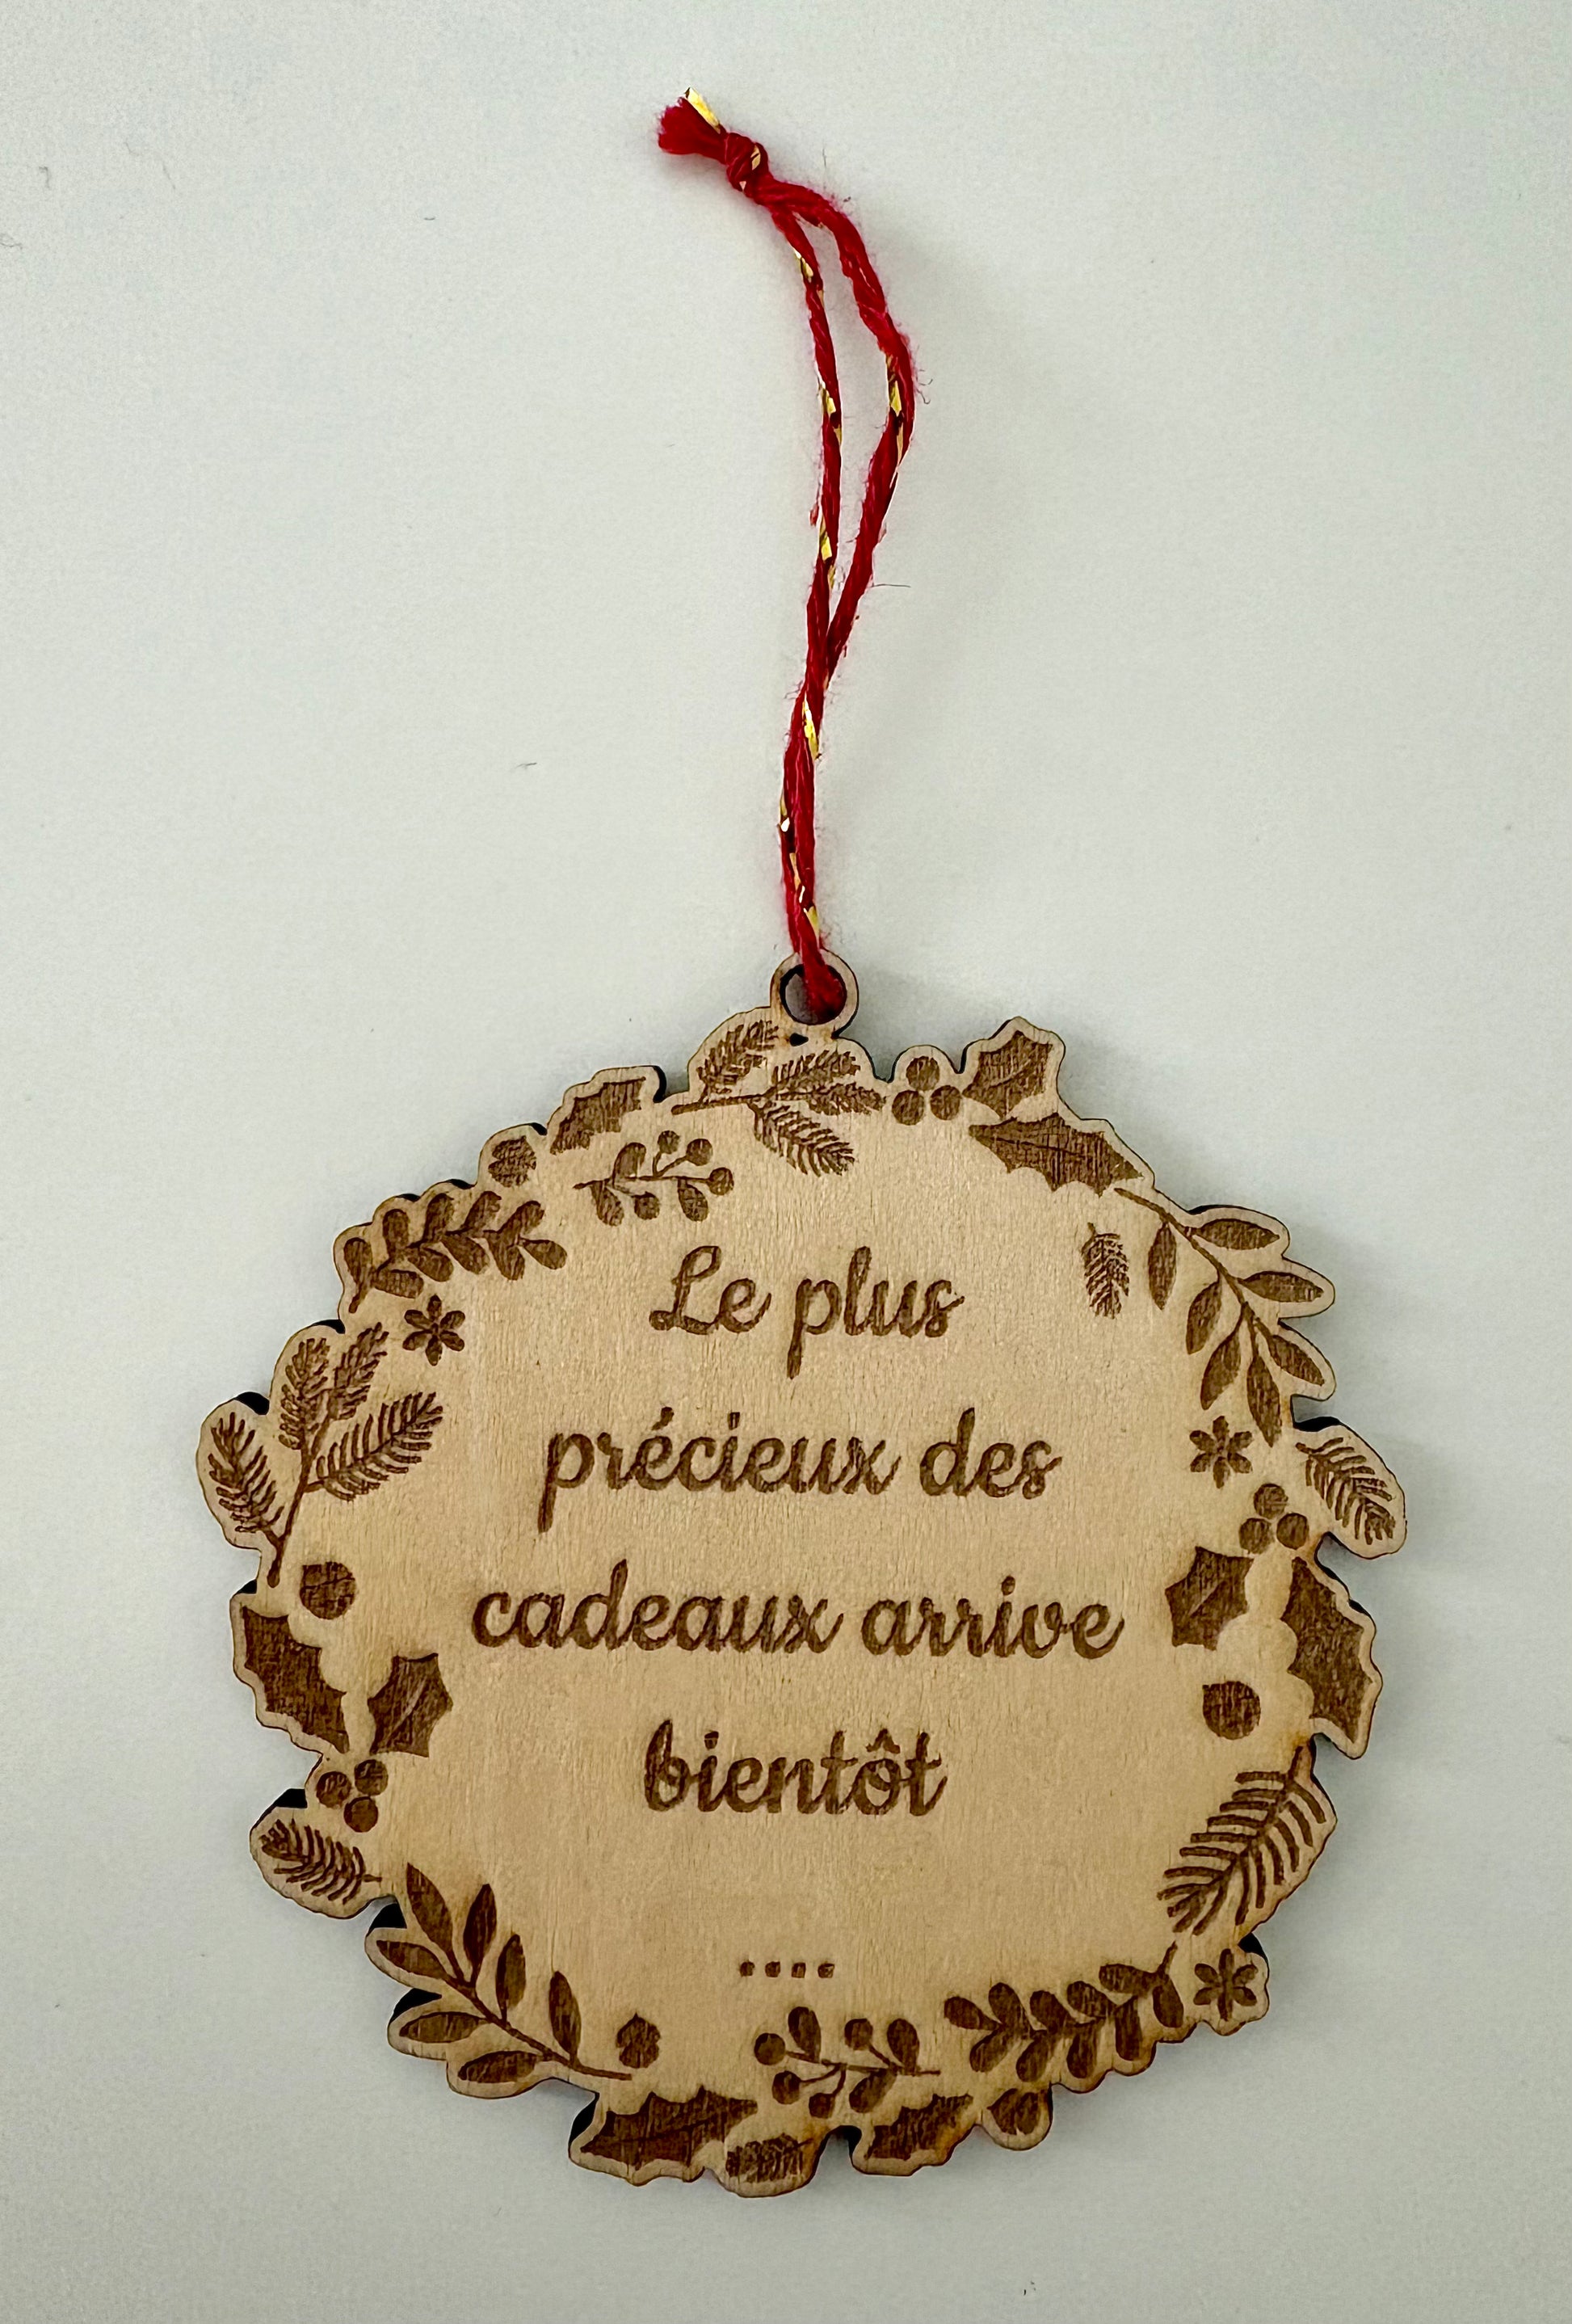 Le plus
précieux des
cadeaux arrive
bientôt
....